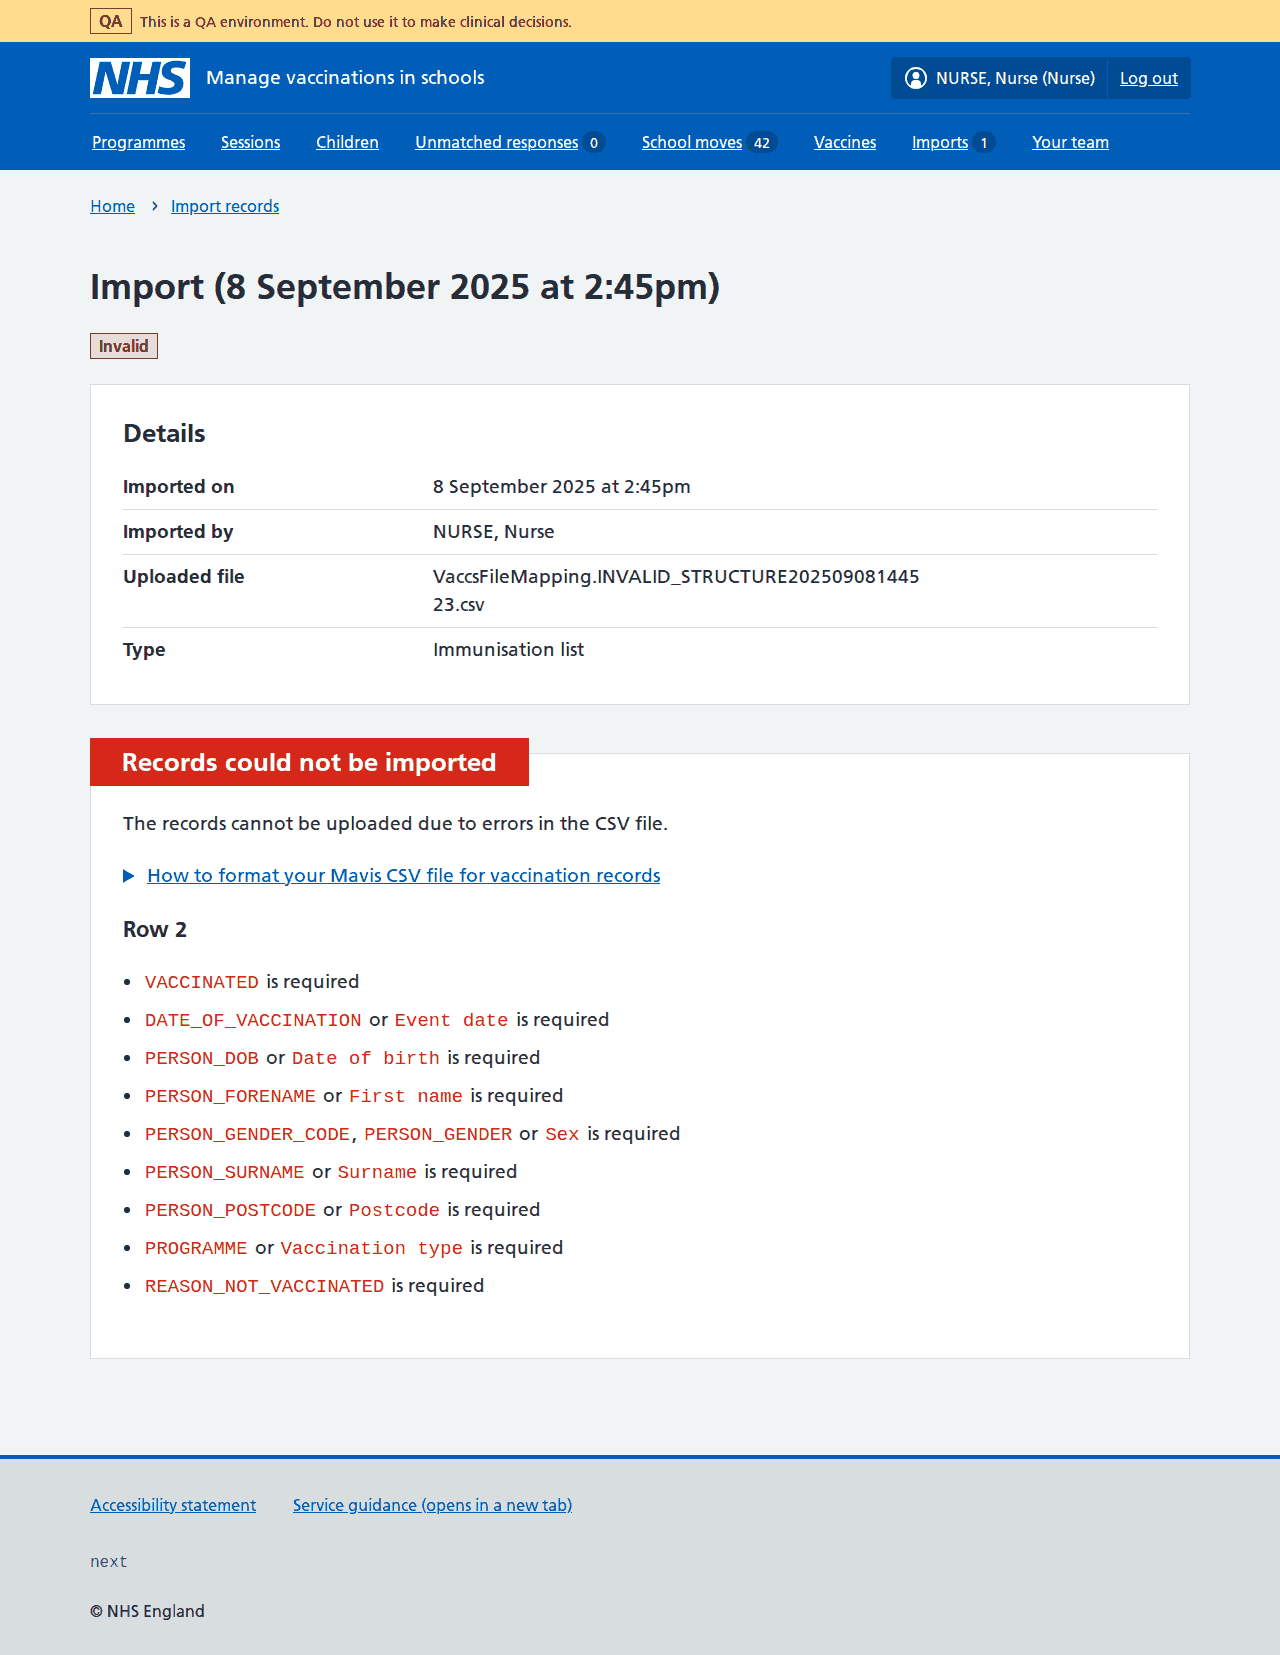 QA This is a QA environment. Do not use it to make clinical decisions.
NHS Manage vaccinations in schools NURSE, Nurse (Nurse) Log out
Programmes Sessions Children Unmatched responses 0 School moves 42 Vaccines Imports 1 Your team
Home › Import records
Import (8 September 2025 at 2:45pm)
Invalid
Details
Imported on 8 September 2025 at 2:45pm
Imported by NURSE, Nurse
Uploaded file VaccsFileMapping.INVALID_STRUCTURE202509081445
23.csv
Type Immunisation list
Records could not be imported
The records cannot be uploaded due to errors in the CSV file.
How to format your Mavis CSV file for vaccination records
Row 2
• VACCINATED is required
• DATE_OF_VACCINATION or Event date is required
• PERSON_DOB or Date of birth is required
• PERSON_FORENAME or First name is required
• PERSON_GENDER_CODE, PERSON_GENDER or Sex is required
• PERSON_SURNAME or Surname is required
• PERSON_POSTCODE or Postcode is required
• PROGRAMME or Vaccination type is required
• REASON_NOT_VACCINATED is required
Accessibility statement Service guidance (opens in a new tab)
next
© NHS England